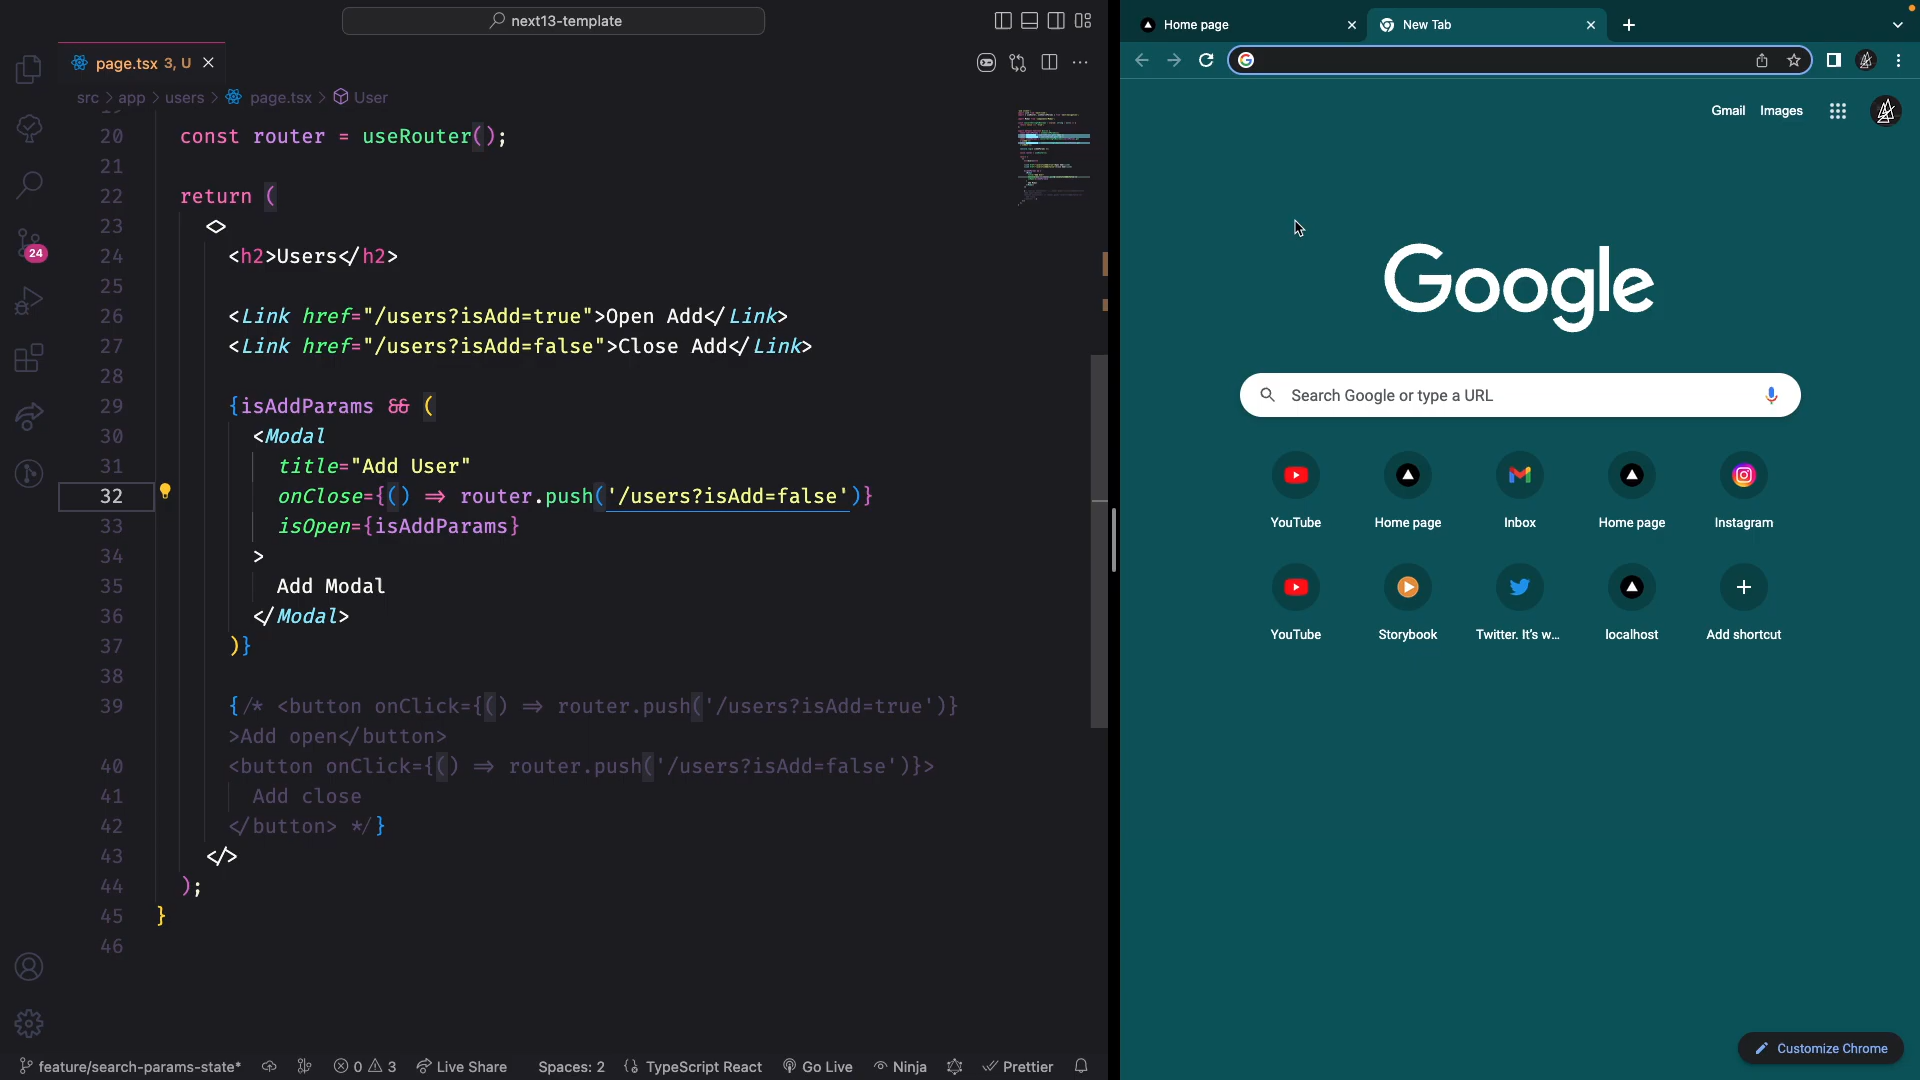 next13-template
page.tsx 3, U
src > app > users > page.tsx > User
24
20 const router = useRouter();
21
22 return (
23 <>
24 <h2>Users</h2>
25
26 <Link href="/users?isAdd=true">Open Add</Link>
27 <Link href="/users?isAdd=false">Close Add</Link>
28
29 {isAddParams && (
30 <Modal
31 title="Add User"
32 onClose={() => router.push('/users?isAdd=false')}
33 isOpen={isAddParams}
34 >
35 Add Modal
36 </Modal>
37 )}
38
39 {/* <button onClick={() => router.push('/users?isAdd=true')}
>Add open</button>
40 <button onClick={() => router.push('/users?isAdd=false')}>
41 Add close
42 </button> */}
43 </>
44 );
45 }
46
feature/search-params-state* 0 3 Live Share Spaces: 2 {} TypeScript React Go Live Ninja Prettier
Home page
New Tab
Gmail Images
Google
Search Google or type a URL
YouTube Home page Inbox Home page Instagram
YouTube Storybook Twitter. It's w... localhost Add shortcut
Customize Chrome